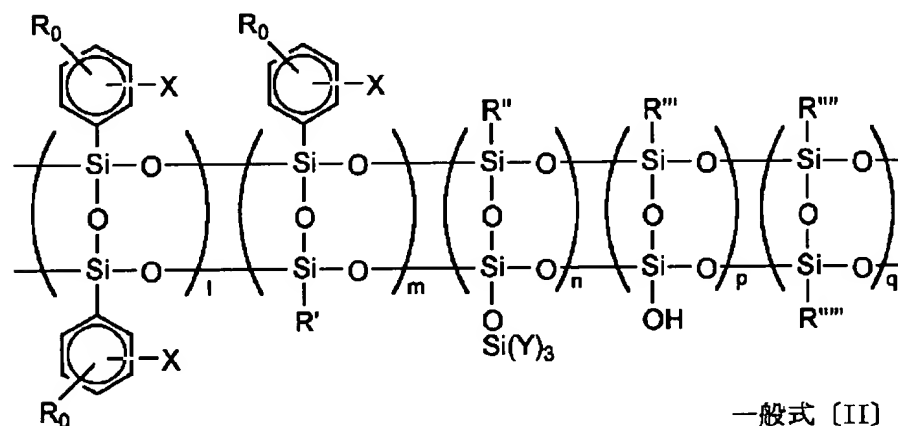 R₀ R₀
X X
R'' R''' R''''
Si O Si O Si O Si O Si O
O O O O O
Si O Si O Si O Si O Si O
l m n p q
R' O OH R'''''
Si(Y)₃
X
R₀
一般式〔II〕